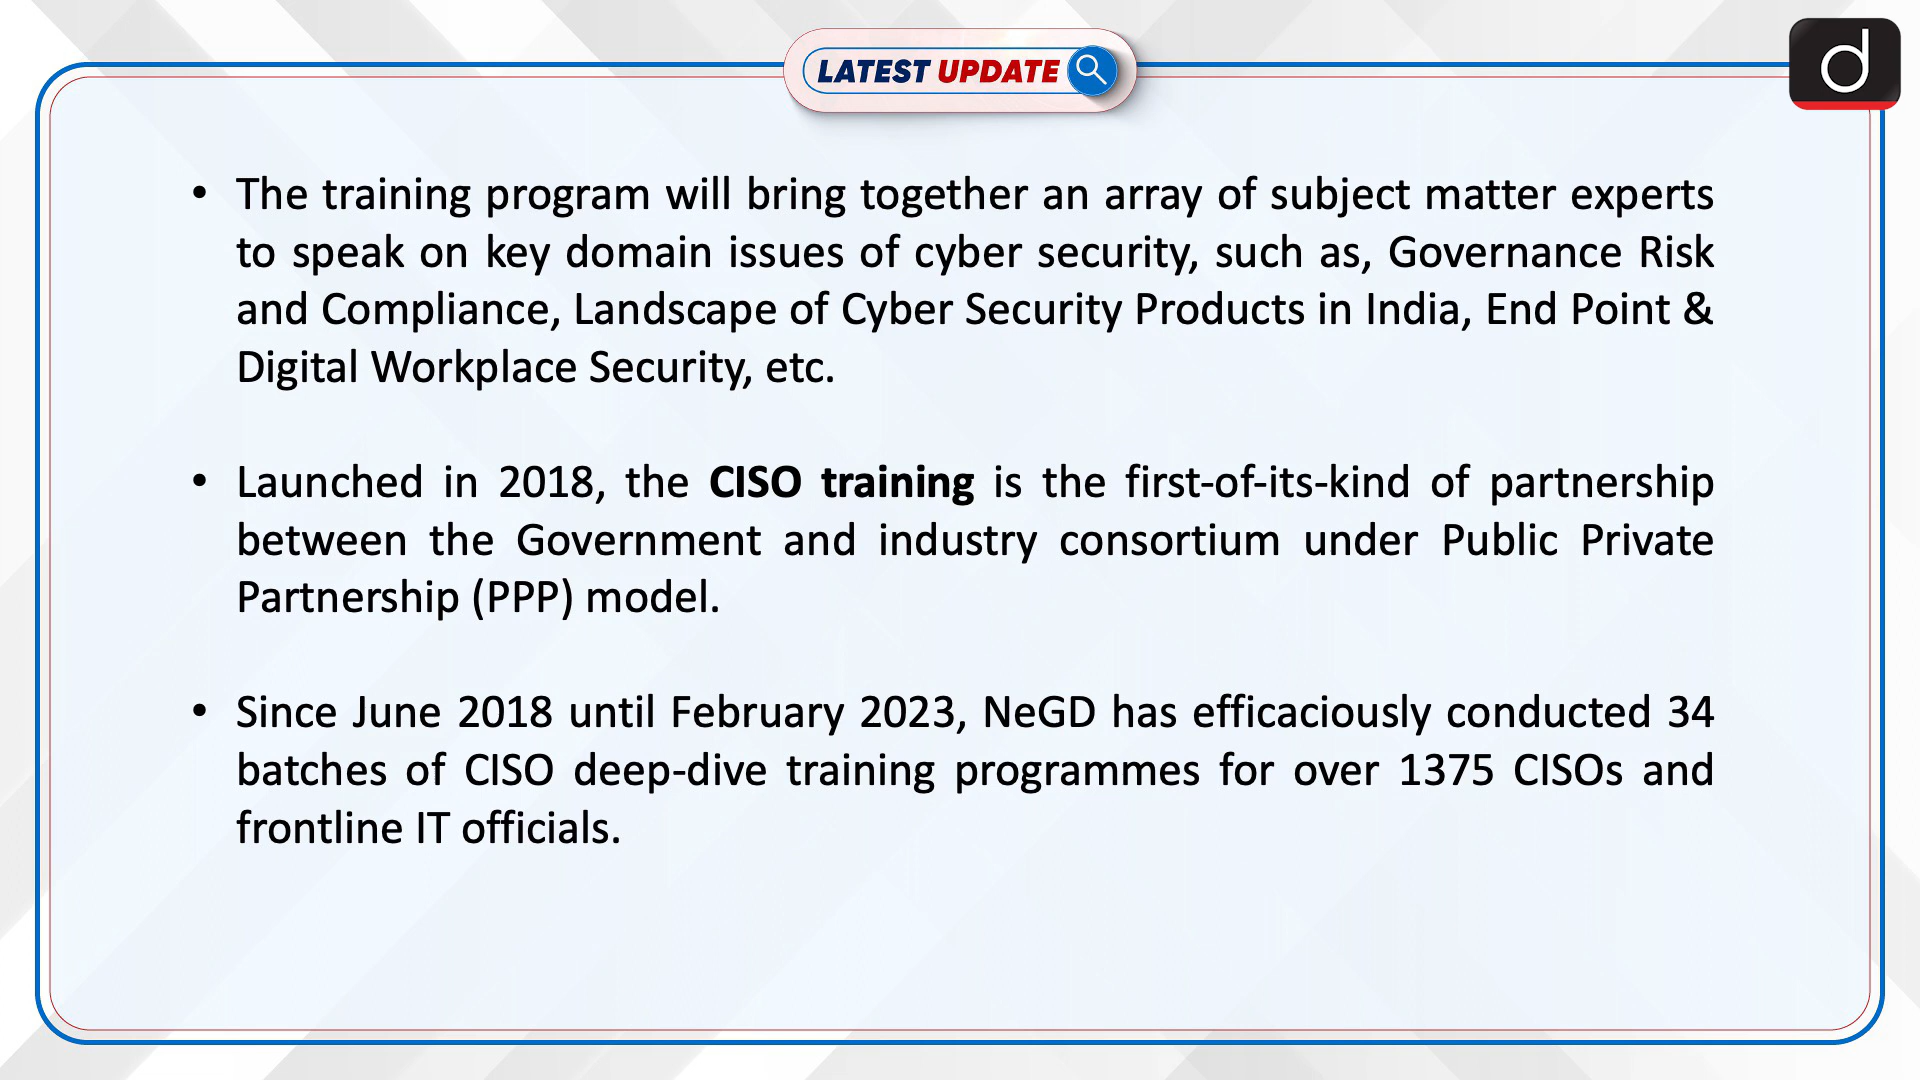 LATEST UPDATE
d
• The training program will bring together an array of subject matter experts
to speak on key domain issues of cyber security, such as, Governance Risk
and Compliance, Landscape of Cyber Security Products in India, End Point &
Digital Workplace Security, etc.
• Launched in 2018, the CISO training is the first-of-its-kind of partnership
between the Government and industry consortium under Public Private
Partnership (PPP) model.
• Since June 2018 until February 2023, NeGD has efficaciously conducted 34
batches of CISO deep-dive training programmes for over 1375 CISOs and
frontline IT officials.